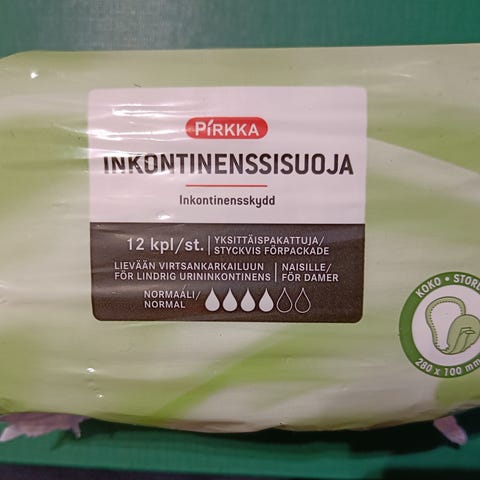 PIRKKA
INKONTINENSSISUOJA
Inkontinensskydd
12 kpl/st.
YKSITTÄISPAKATTUJA/
STYCKVIS FÖRPACKADE
LIEVÄÄN VIRTSANKARKAILUUN
FÖR LINDRIG URININKONTINENS
NAISILLE/
FÖR DAMER
NORMAALI/
NORMAL
KOKO • STORL
280 x 100 mm